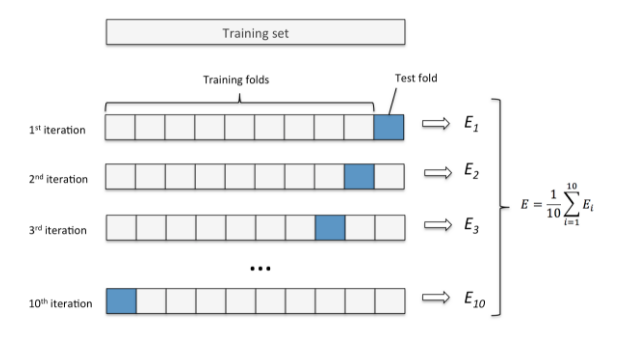 Training set
Training folds
Test fold
1st iteration
E1
2nd iteration
E2
3rd iteration
E3
E = 1/10 ∑ i=1 10 Ei
...
10th iteration
E10